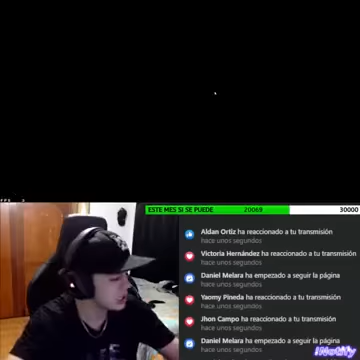 FPS
ESTE MES SI SE PUEDE 20069 30000
Aldan Ortiz ha reaccionado a tu transmisión
hace unos segundos
Victoria Hernández ha reaccionado a tu transmisión
hace unos segundos
Daniel Melara ha empezado a seguir la página
hace unos segundos
Yaomy Pineda ha reaccionado a tu transmisión
hace unos segundos
Jhon Campo ha reaccionado a tu transmisión
hace unos segundos
Daniel Melara ha empezado a seguir la página
hace unos segundos